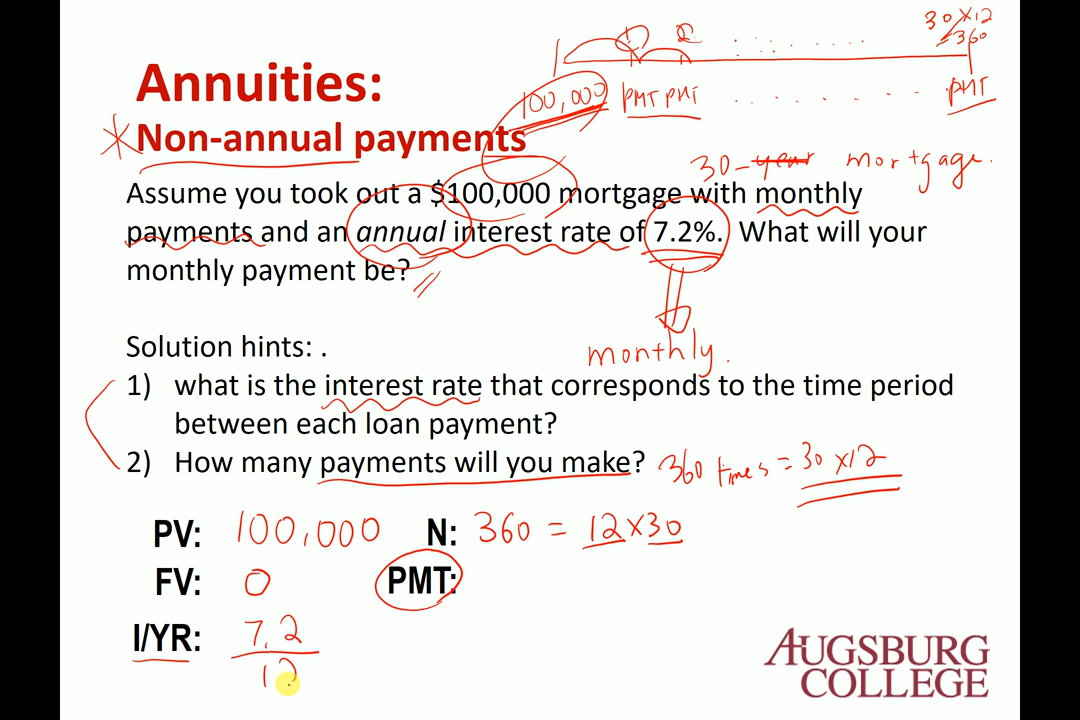 30×12
1 2 . . . . . . . = 360
Annuities:
100,000 PMT PMT . . . . . . . . PMT
*Non-annual payments
30-year mortgage.
Assume you took out a $100,000 mortgage with monthly
payments and an annual interest rate of 7.2%. What will your
monthly payment be?
Solution hints: .
monthly.
1) what is the interest rate that corresponds to the time period
between each loan payment?
2) How many payments will you make? 360 times = 30 ×12
PV: 100,000 N: 360 = 12×30
FV: 0 PMT:
I/YR: 7.2
12
AUGSBURG
COLLEGE